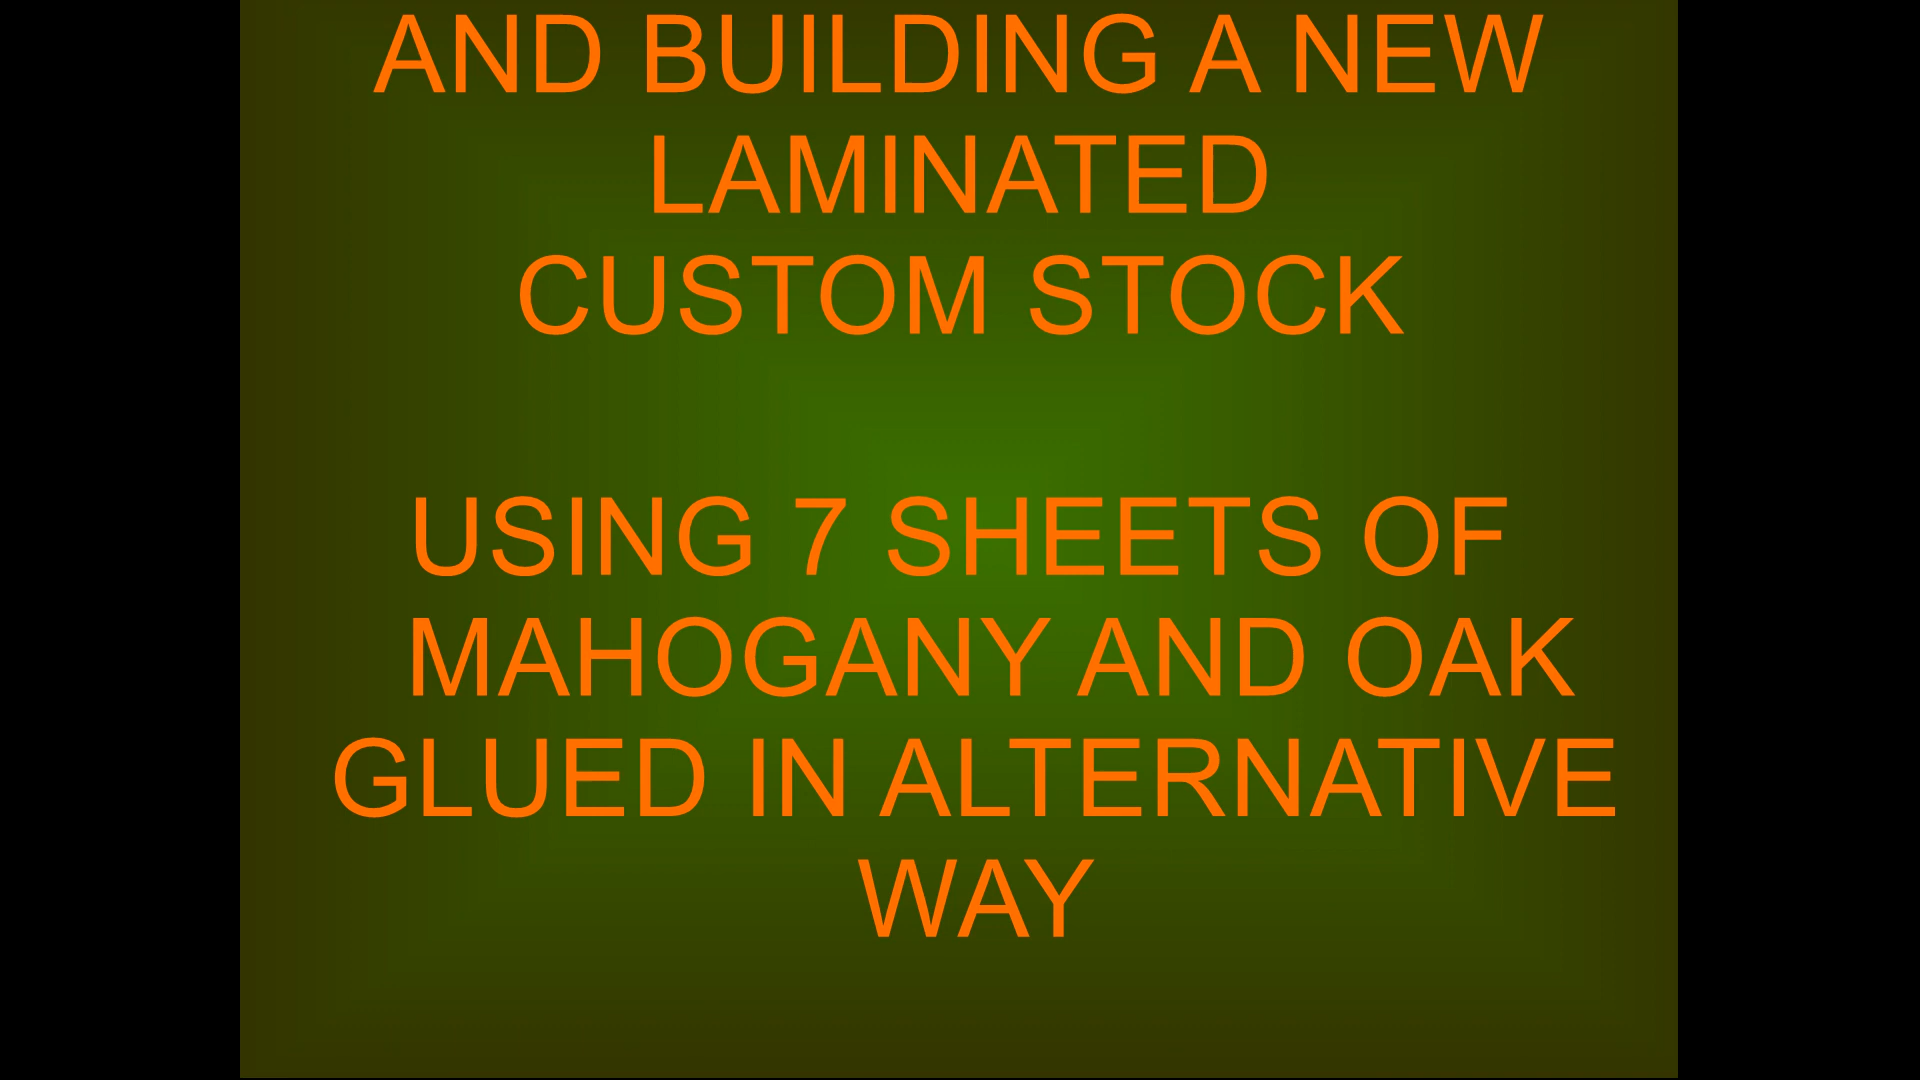 AND BUILDING A NEW
LAMINATED
CUSTOM STOCK
USING 7 SHEETS OF
MAHOGANY AND OAK
GLUED IN ALTERNATIVE
WAY